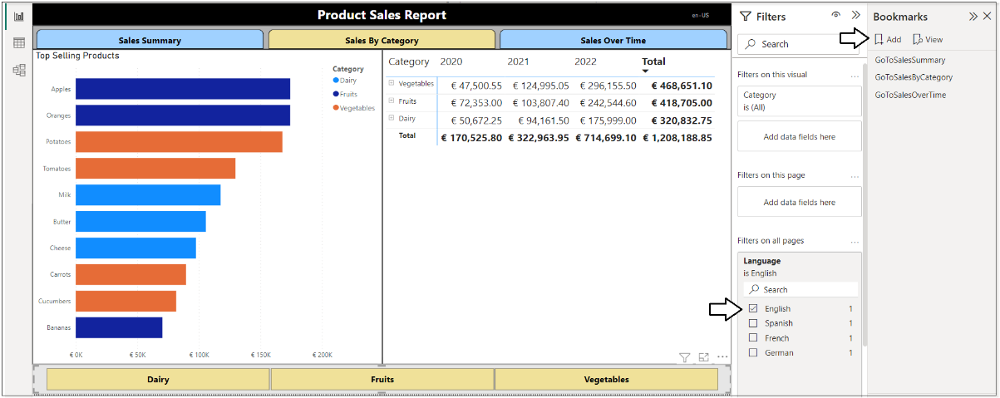 Product Sales Report
en-US
Sales Summary
Sales By Category
Sales Over Time
Top Selling Products
Category
Dairy
Fruits
Vegetables
Apples
Oranges
Potatoes
Tomatoes
Milk
Butter
Cheese
Carrots
Cucumbers
Bananas
€ 0K € 50K € 100K € 150K € 200K
Category 2020 2021 2022 Total
Vegetables € 47,500.55 € 124,995.05 € 296,155.50 € 468,651.10
Fruits € 72,353.00 € 103,807.40 € 242,544.60 € 418,705.00
Dairy € 50,672.25 € 94,161.50 € 175,999.00 € 320,832.75
Total € 170,525.80 € 322,963.95 € 714,699.10 € 1,208,188.85
Dairy
Fruits
Vegetables
Filters
Search
Filters on this visual
Category
is (All)
Add data fields here
Filters on this page
Add data fields here
Filters on all pages
Language
is English
Search
English 1
Spanish 1
French 1
German 1
Bookmarks
Add View
GoToSalesSummary
GoToSalesByCategory
GoToSalesOverTime